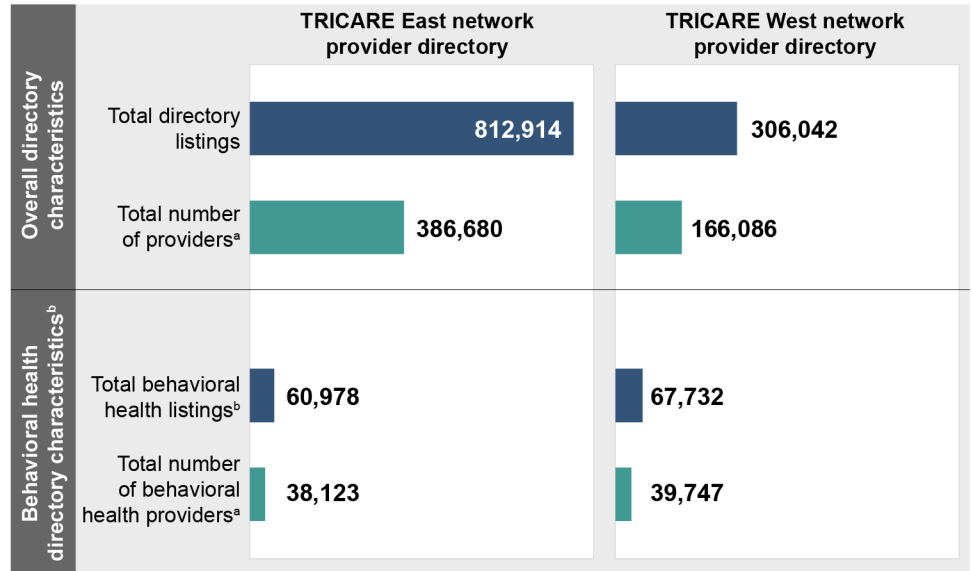 TRICARE East network
provider directory
TRICARE West network
provider directory
Overall directory
characteristics
Total directory
listings
812,914
306,042
Total number
of providersᵃ
386,680
166,086
Behavioral health
directory characteristicsᵇ
Total behavioral
health listingsᵇ
60,978
67,732
Total number
of behavioral
health providersᵃ
38,123
39,747